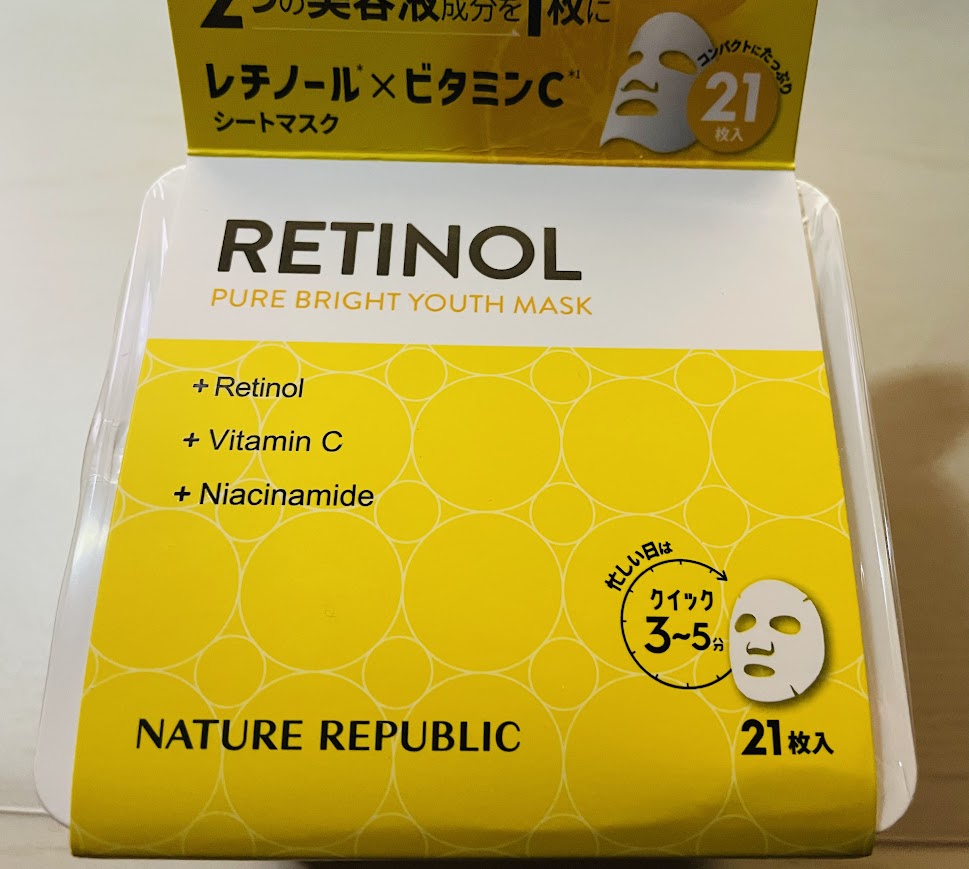 2つの美容液成分を1枚に
レチノール*×ビタミンC*1
シートマスク
コンパクトにたっぷり
21
枚入
RETINOL
PURE BRIGHT YOUTH MASK
+ Retinol
+ Vitamin C
+ Niacinamide
忙しい日は
クイック
3~5分
NATURE REPUBLIC
21枚入